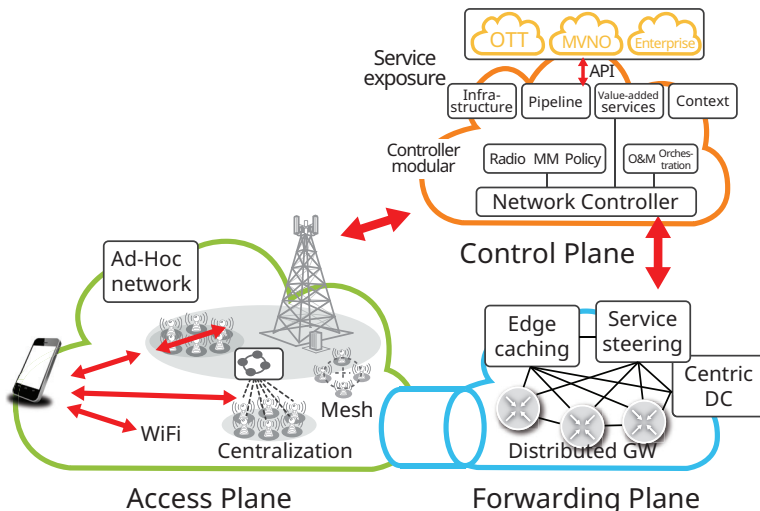 OTT
MVNO
Enterprise
Service
exposure
API
Infra-
structure
Pipeline
Value-added
services
Context
Controller
modular
Radio MM Policy
O&M Orches-
tration
Network Controller
Control Plane
Ad-Hoc
network
Mesh
WiFi
Centralization
Access Plane
Edge
caching
Service
steering
Centric
DC
Distributed GW
Forwarding Plane